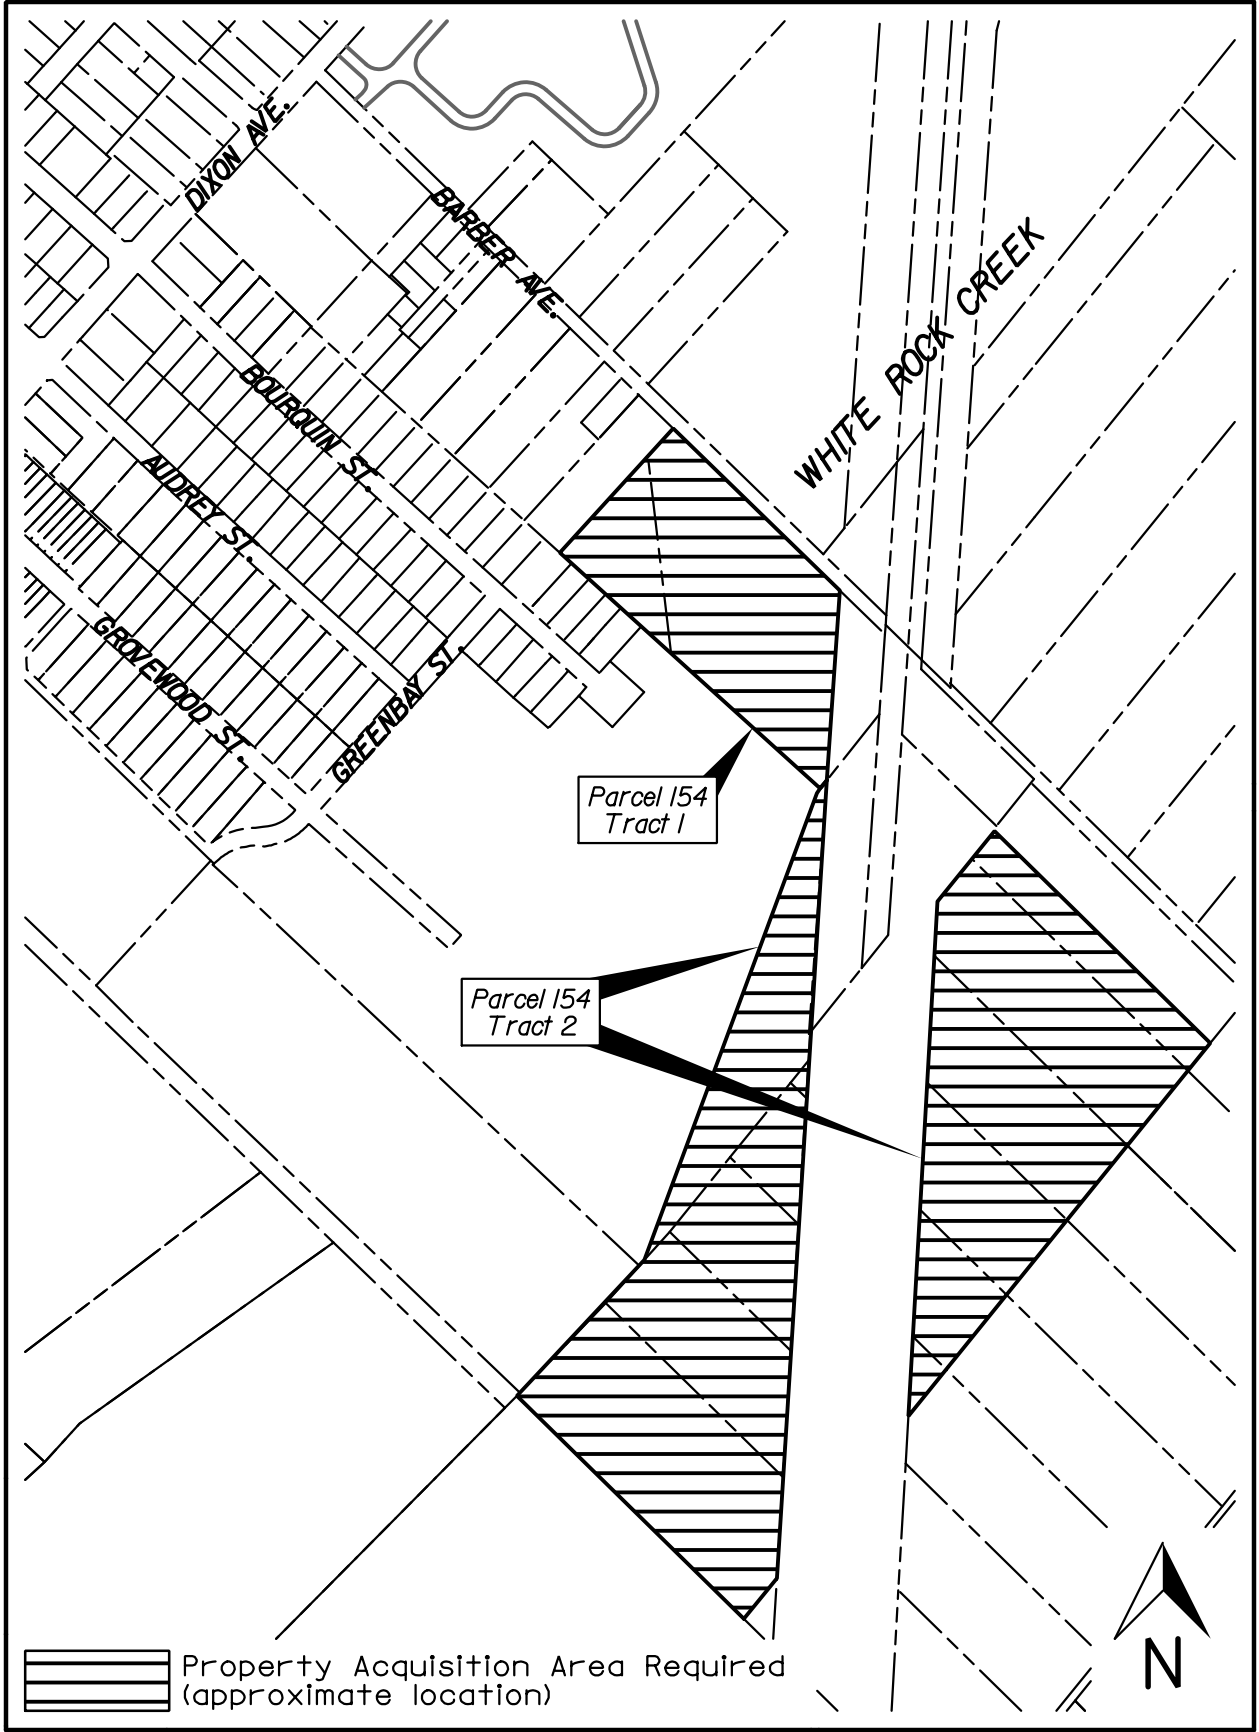 DIXON AVE.
BARBER AVE.
WHITE ROCK CREEK
BOURQUIN ST.
AUDREY ST.
GROVEWOOD ST.
GREENBAY ST.
Parcel 154
Tract 1
Parcel 154
Tract 2
Property Acquisition Area Required
(approximate location)
N